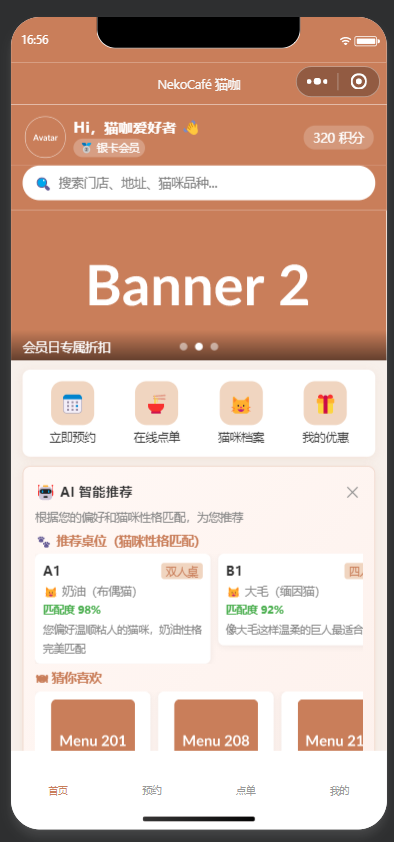 16:56
NekoCafé 猫咖
Avatar
Hi，猫咖爱好者 👋
银卡会员
320 积分
搜索门店、地址、猫咪品种...
Banner 2
会员日专属折扣
立即预约
在线点单
猫咪档案
我的优惠
AI 智能推荐
根据您的偏好和猫咪性格匹配，为您推荐
推荐桌位（猫咪性格匹配）
A1
双人桌
奶油（布偶猫）
匹配度 98%
您偏好温顺粘人的猫咪，奶油性格
完美匹配
B1
四
大毛（缅因猫）
匹配度 92%
像大毛这样温柔的巨人最适合
猜你喜欢
Menu 201
Menu 208
Menu 21
首页
预约
点单
我的